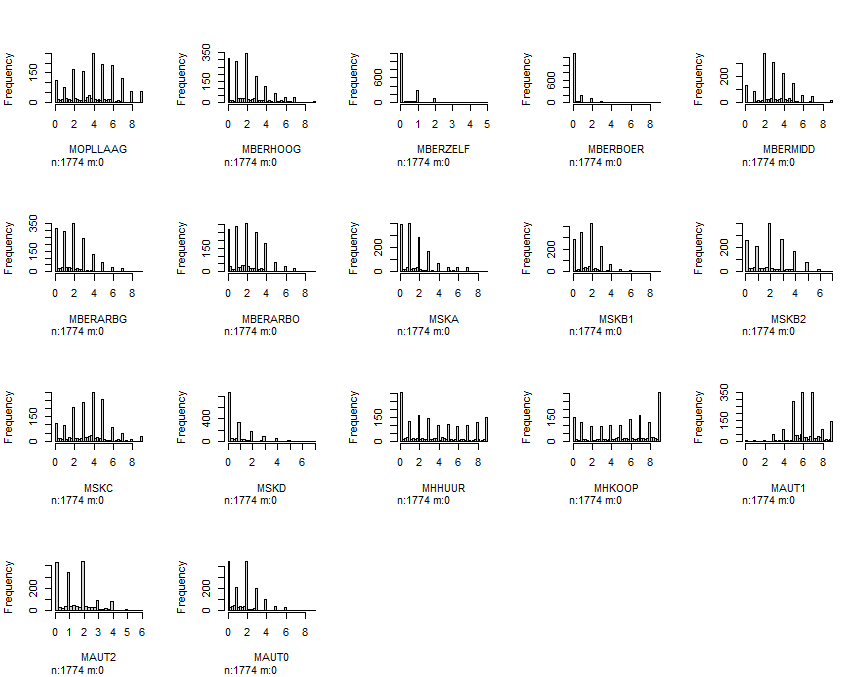 Frequency 0 150 0 2 4 6 8 MOPLLAAG n:1774 m:0
0 150 350 0 2 4 6 8 MBERHOOG n:1774 m:0
Frequency 0 600 0 1 2 3 4 5 MBERZELF n:1774 m:0
Frequency 0 600 0 2 4 6 8 MBERBOER n:1774 m:0
Frequency 0 200 0 2 4 6 8 MBERMIDD n:1774 m:0
Frequency 0 150 350 0 2 4 6 8 MBERARBG n:1774 m:0
Frequency 0 150 0 2 4 6 8 MBERARBO n:1774 m:0
Frequency 0 200 0 2 4 6 8 MSKA n:1774 m:0
Frequency 0 200 0 2 4 6 8 MSKB1 n:1774 m:0
Frequency 0 200 0 2 4 6 MSKB2 n:1774 m:0
Frequency 0 150 0 2 4 6 8 MSKC n:1774 m:0
Frequency 0 400 0 2 4 6 MSKD n:1774 m:0
Frequency 0 150 0 2 4 6 8 MHHUUR n:1774 m:0
Frequency 0 150 0 2 4 6 8 MHKOOP n:1774 m:0
Frequency 0 150 350 0 2 4 6 8 MAUT1 n:1774 m:0
Frequency 0 200 0 1 2 3 4 5 6 MAUT2 n:1774 m:0
Frequency 0 200 0 2 4 6 8 MAUT0 n:1774 m:0